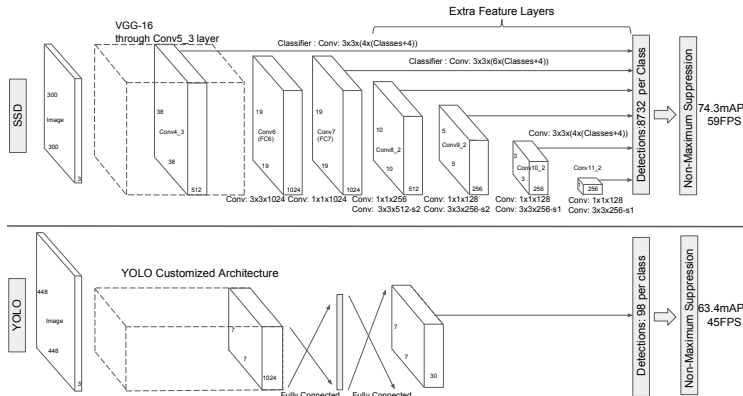 Extra Feature Layers
VGG-16
through Conv5_3 layer
Classifier : Conv: 3x3x(4x(Classes+4))
Classifier : Conv: 3x3x(6x(Classes+4))
SSD
300
Image
300
3
38
Conv4_3
38
512
19
Conv6
(FC6)
19
1024
19
Conv7
(FC7)
19
1024
10
Conv8_2
10
512
5
Conv9_2
5
256
Conv: 3x3x(4x(Classes+4))
3
Conv10_2
3
256
Conv11_2
1
256
Detections:8732 per Class
Non-Maximum Suppression
74.3mAP
59FPS
Conv: 3x3x1024
Conv: 1x1x1024
Conv: 1x1x256
Conv: 3x3x512-s2
Conv: 1x1x128
Conv: 3x3x256-s2
Conv: 1x1x128
Conv: 3x3x256-s1
Conv: 1x1x128
Conv: 3x3x256-s1
YOLO
448
Image
448
3
YOLO Customized Architecture
7
7
1024
Fully Connected
Fully Connected
7
7
30
Detections: 98 per class
Non-Maximum Suppression
63.4mAP
45FPS